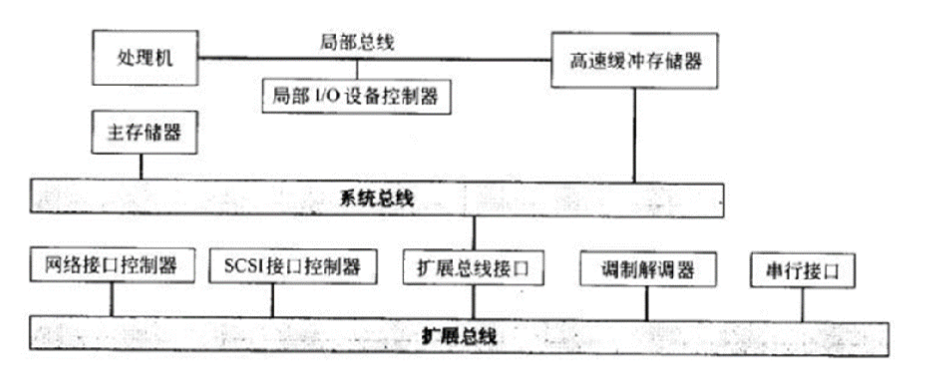 局部总线
处理机
高速缓冲存储器
局部 I/O 设备控制器
主存储器
系统总线
网络接口控制器
SCSI接口控制器
扩展总线接口
调制解调器
串行接口
扩展总线